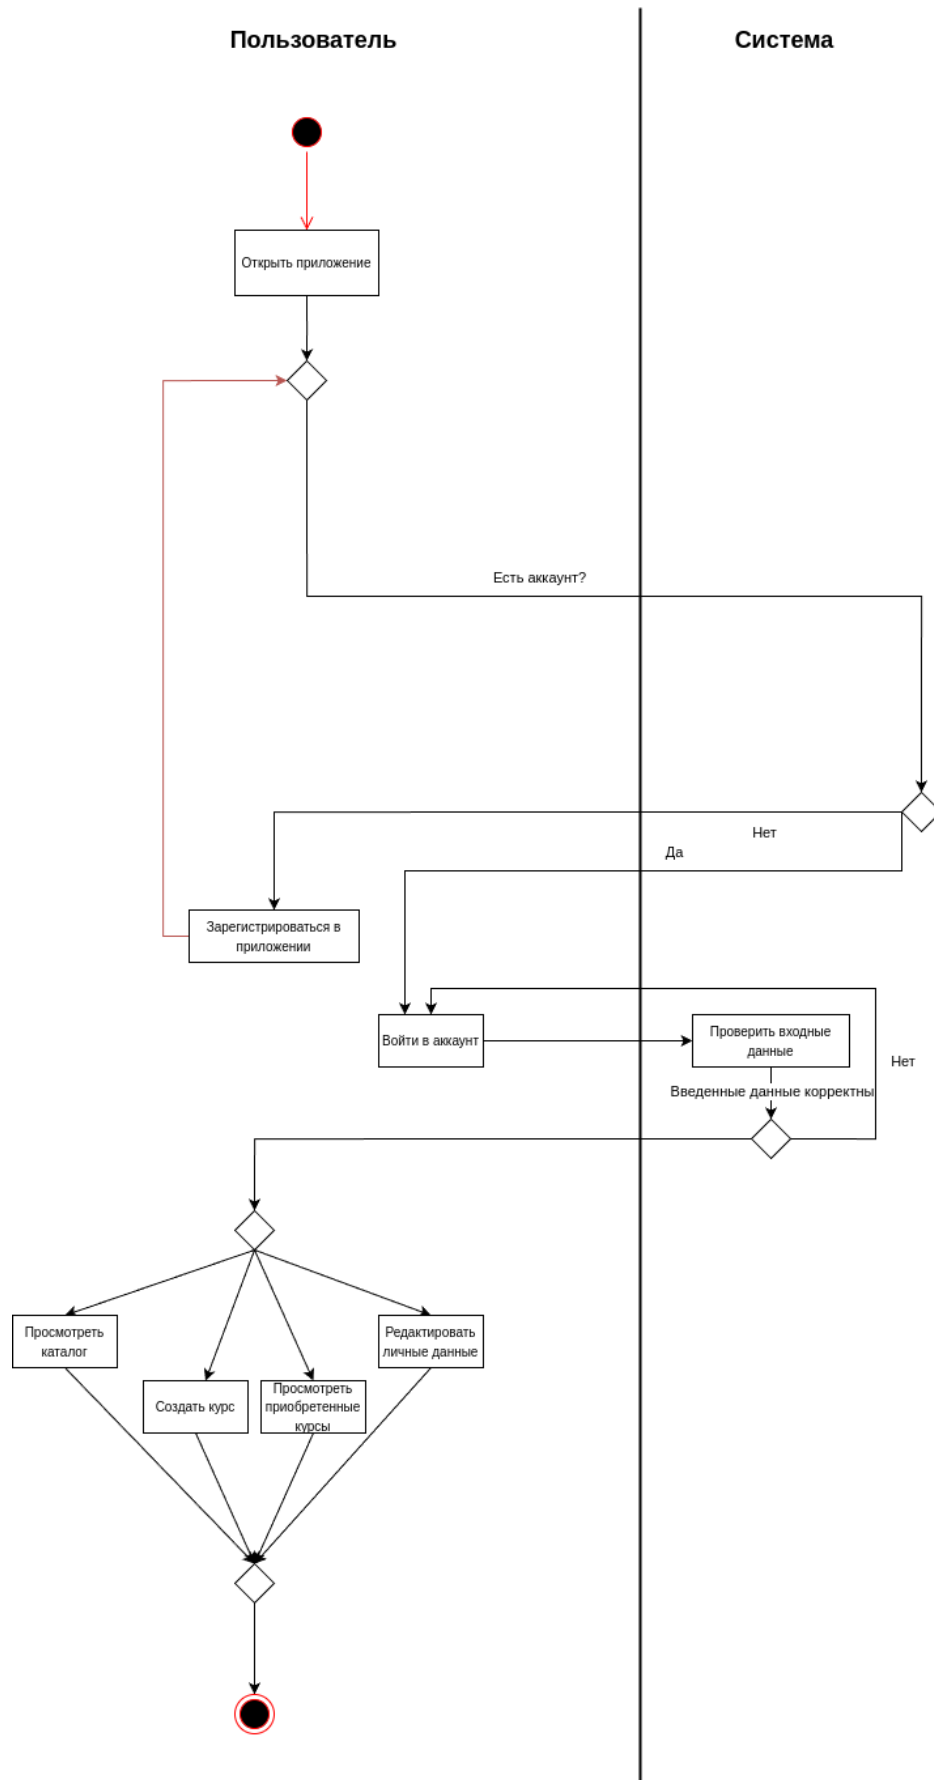 Пользователь
Система
Открыть приложение
Есть аккаунт?
Нет
Да
Зарегистрироваться в
приложении
Войти в аккаунт
Проверить входные
данные
Нет
Введенные данные корректны
Просмотреть
каталог
Редактировать
личные данные
Создать курс
Просмотреть
приобретенные
курсы